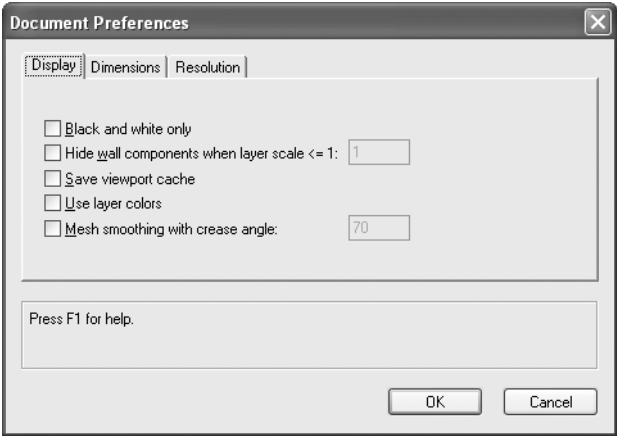 Document Preferences
Display Dimensions Resolution
Black and white only
Hide wall components when layer scale <= 1: 1
Save viewport cache
Use layer colors
Mesh smoothing with crease angle: 70
Press F1 for help.
OK Cancel